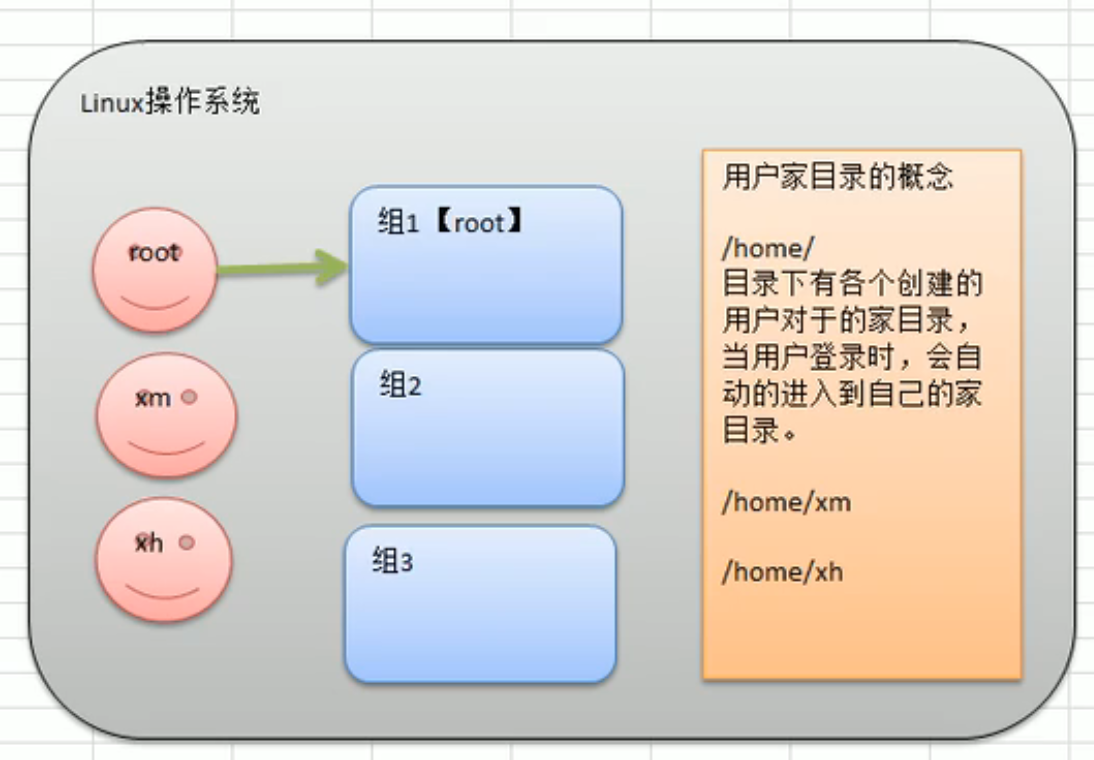 Linux操作系统
root
xm
xh
组1【root】
组2
组3
用户家目录的概念
/home/
目录下有各个创建的
用户对于的家目录，
当用户登录时，会自
动的进入到自己的家
目录。
/home/xm
/home/xh